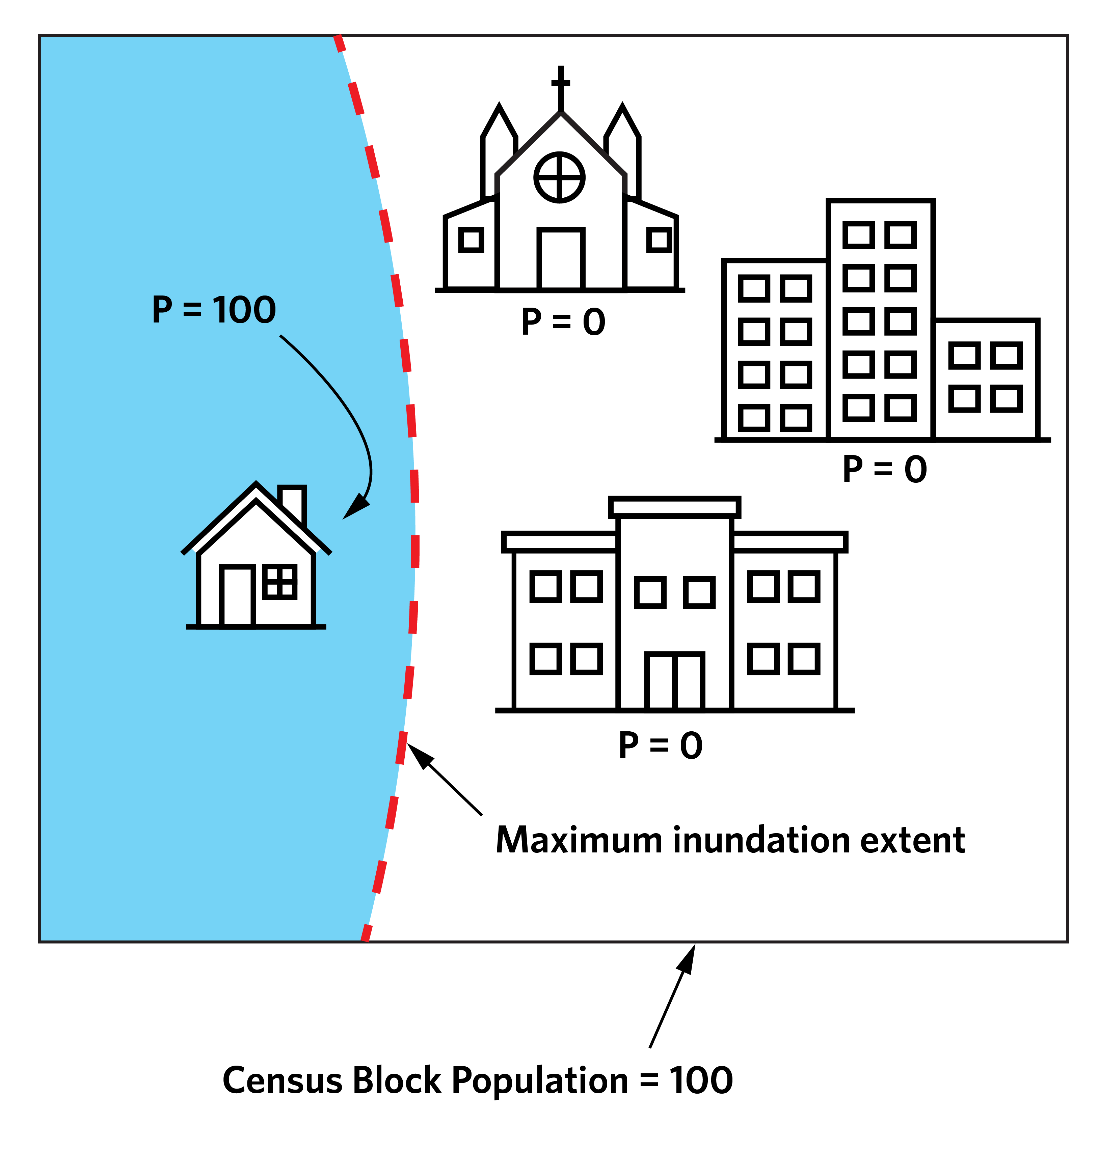 P = 100
P = 0
P = 0
P = 0
Maximum inundation extent
Census Block Population = 100